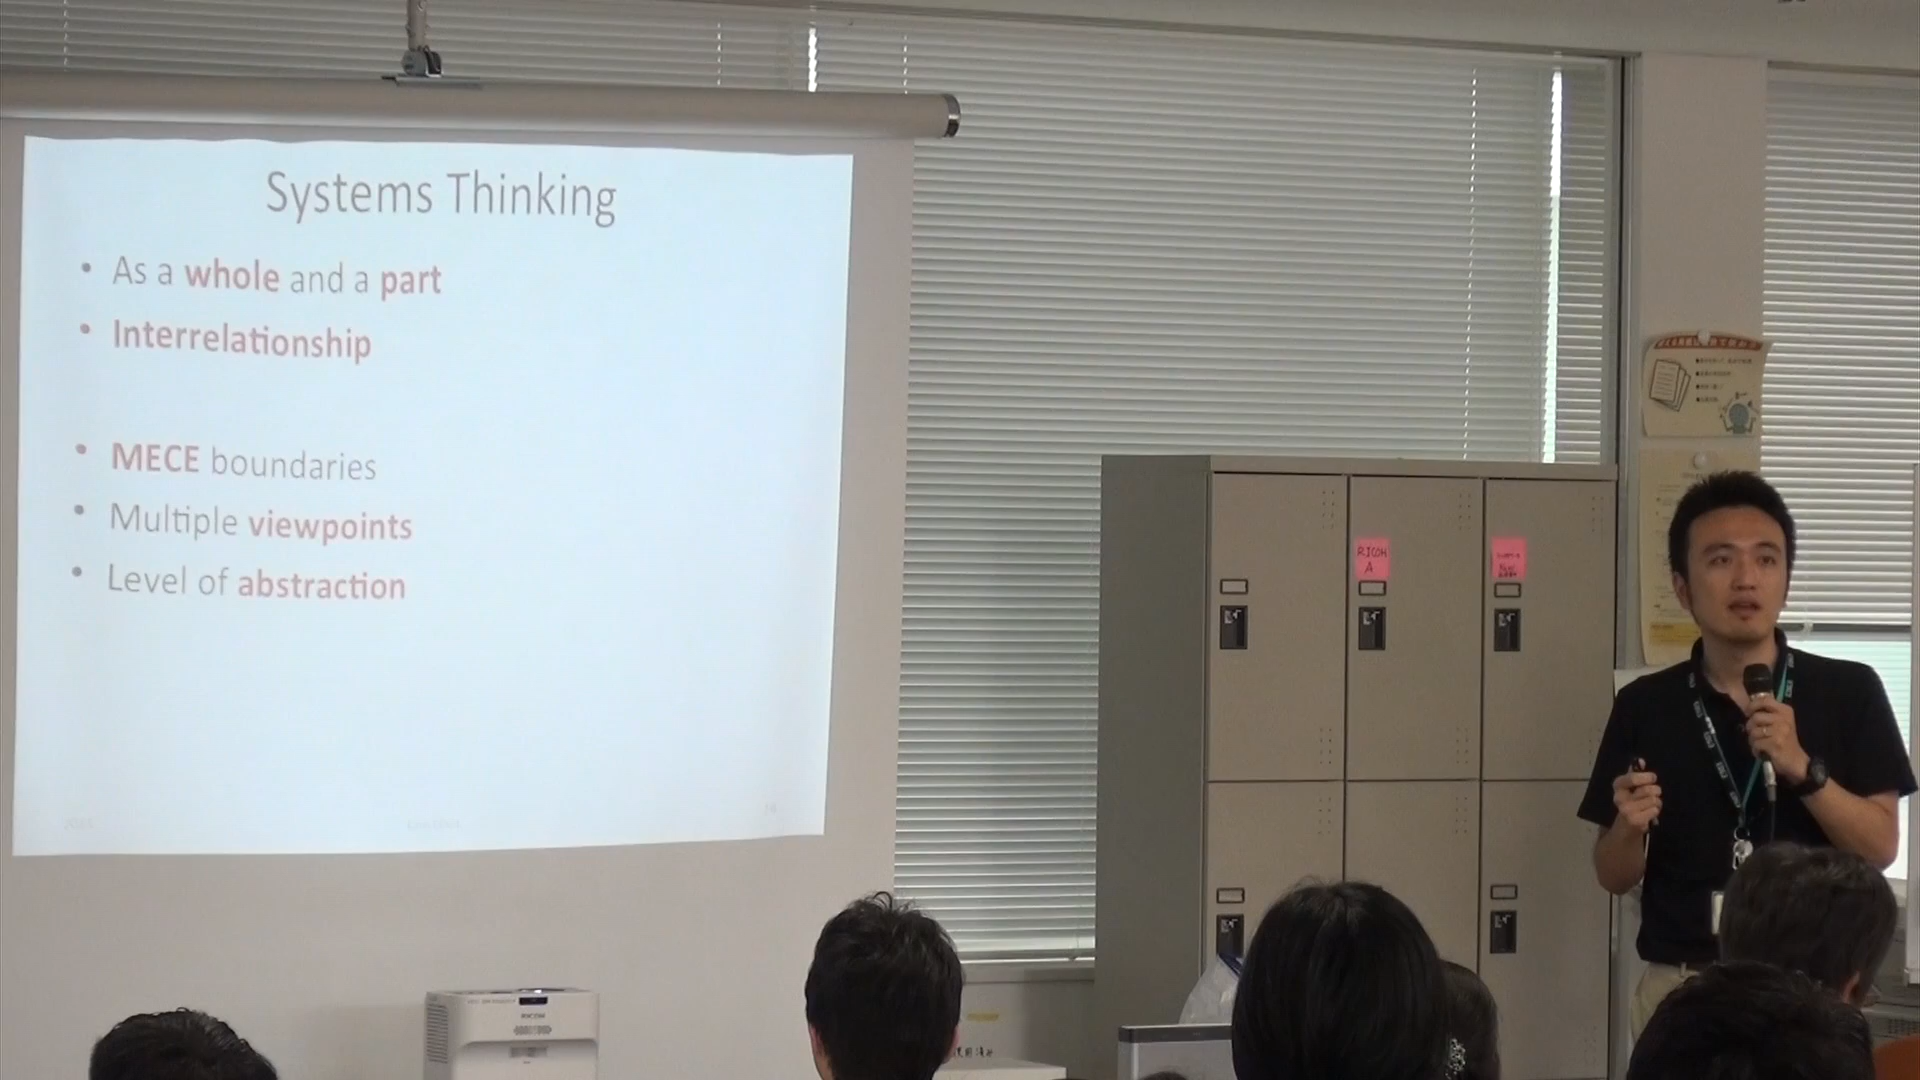 Systems Thinking
• As a whole and a part
• Interrelationship
• MECE boundaries
• Multiple viewpoints
• Level of abstraction
RICOH
A
RICOH